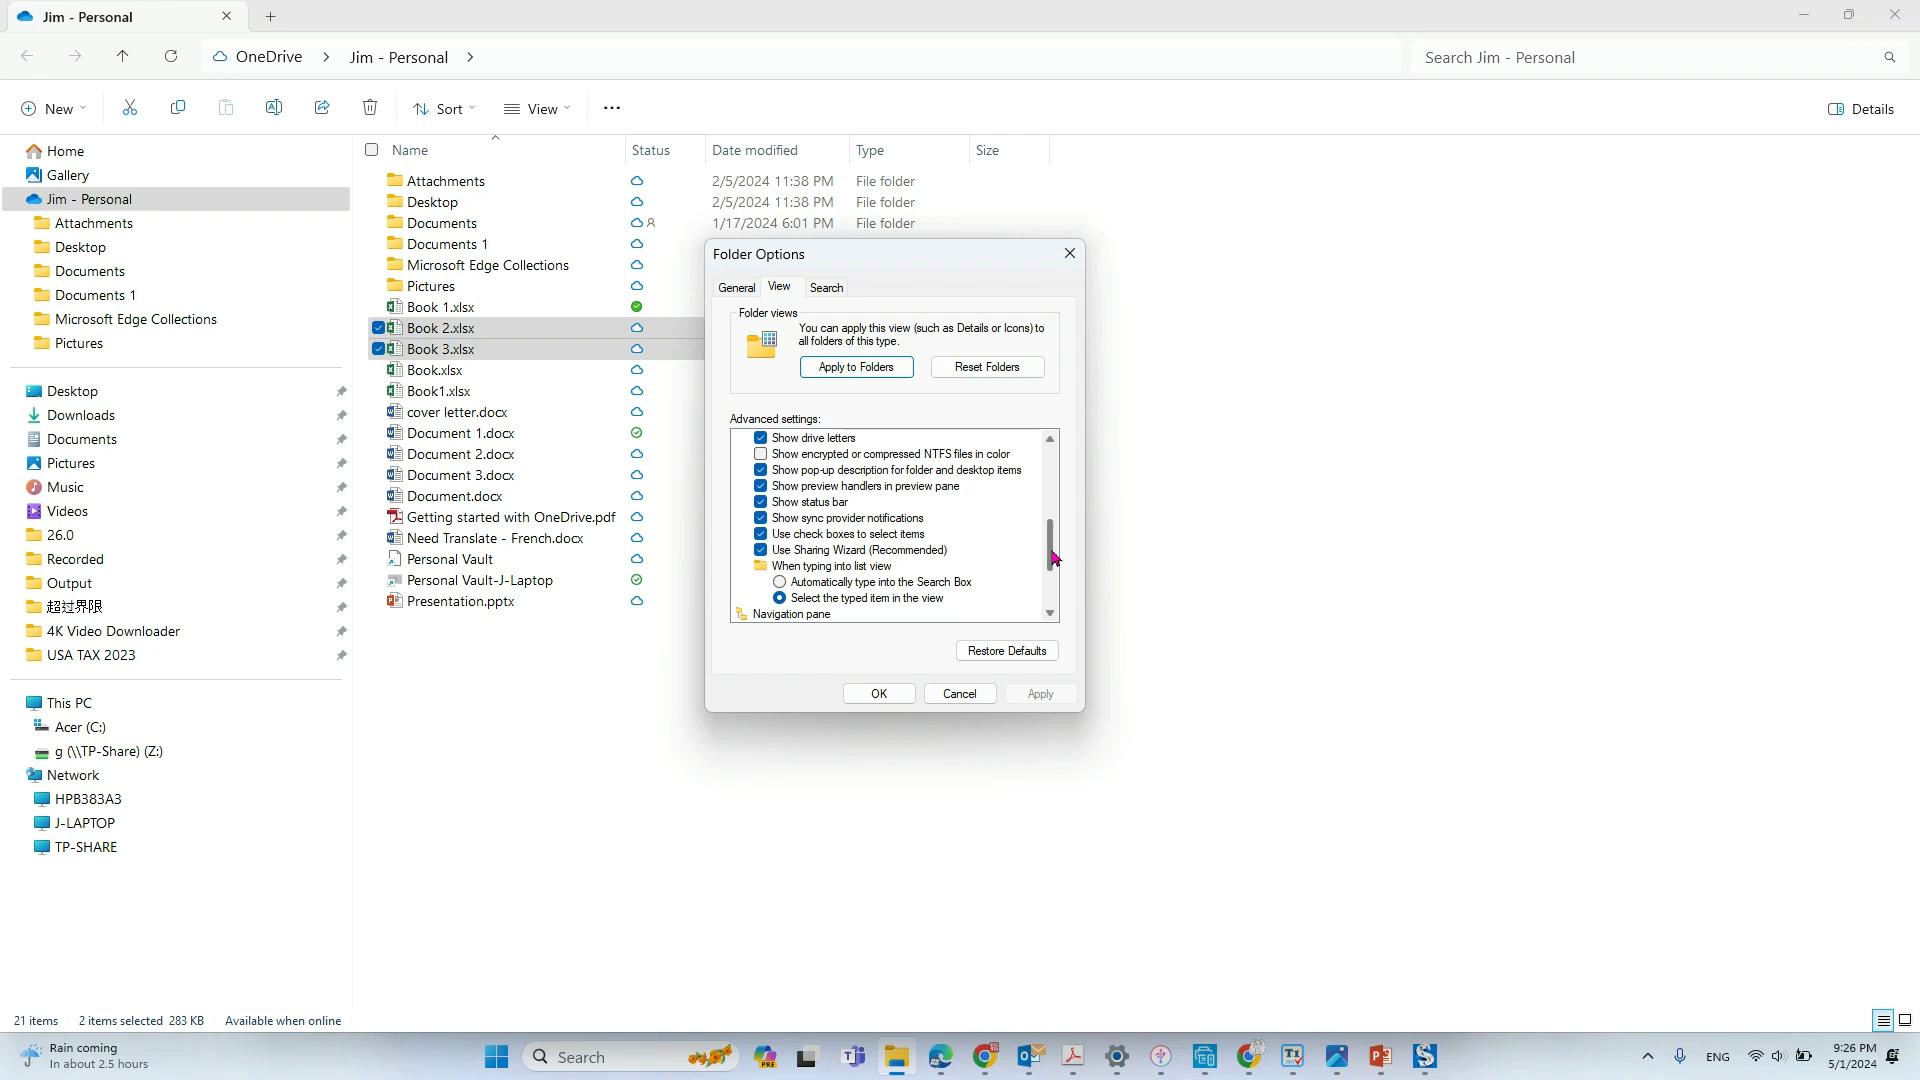 Jim - Personal
OneDrive > Jim - Personal >
Search Jim - Personal
New
Sort
View
Details
Home
Gallery
Jim - Personal
Attachments
Desktop
Documents
Documents 1
Microsoft Edge Collections
Pictures
Desktop
Downloads
Documents
Pictures
Music
Videos
26.0
Recorded
Output
超过界限
4K Video Downloader
USA TAX 2023
This PC
Acer (C:)
g (\\TP-Share) (Z:)
Network
HPB383A3
J-LAPTOP
TP-SHARE
Name Status Date modified Type Size
Attachments 2/5/2024 11:38 PM File folder
Desktop 2/5/2024 11:38 PM File folder
Documents 1/17/2024 6:01 PM File folder
Documents 1
Microsoft Edge Collections
Pictures
Book 1.xlsx
Book 2.xlsx
Book 3.xlsx
Book.xlsx
Book1.xlsx
cover letter.docx
Document 1.docx
Document 2.docx
Document 3.docx
Document.docx
Getting started with OneDrive.pdf
Need Translate - French.docx
Personal Vault
Personal Vault-J-Laptop
Presentation.pptx
Folder Options
General View Search
Folder views
You can apply this view (such as Details or Icons) to
all folders of this type.
Apply to Folders Reset Folders
Advanced settings:
Show drive letters
Show encrypted or compressed NTFS files in color
Show pop-up description for folder and desktop items
Show preview handlers in preview pane
Show status bar
Show sync provider notifications
Use check boxes to select items
Use Sharing Wizard (Recommended)
When typing into list view
Automatically type into the Search Box
Select the typed item in the view
Navigation pane
Restore Defaults
OK Cancel Apply
21 items 2 items selected 283 KB Available when online
Rain coming
In about 2.5 hours
Search
PRE
ENG
9:26 PM
5/1/2024